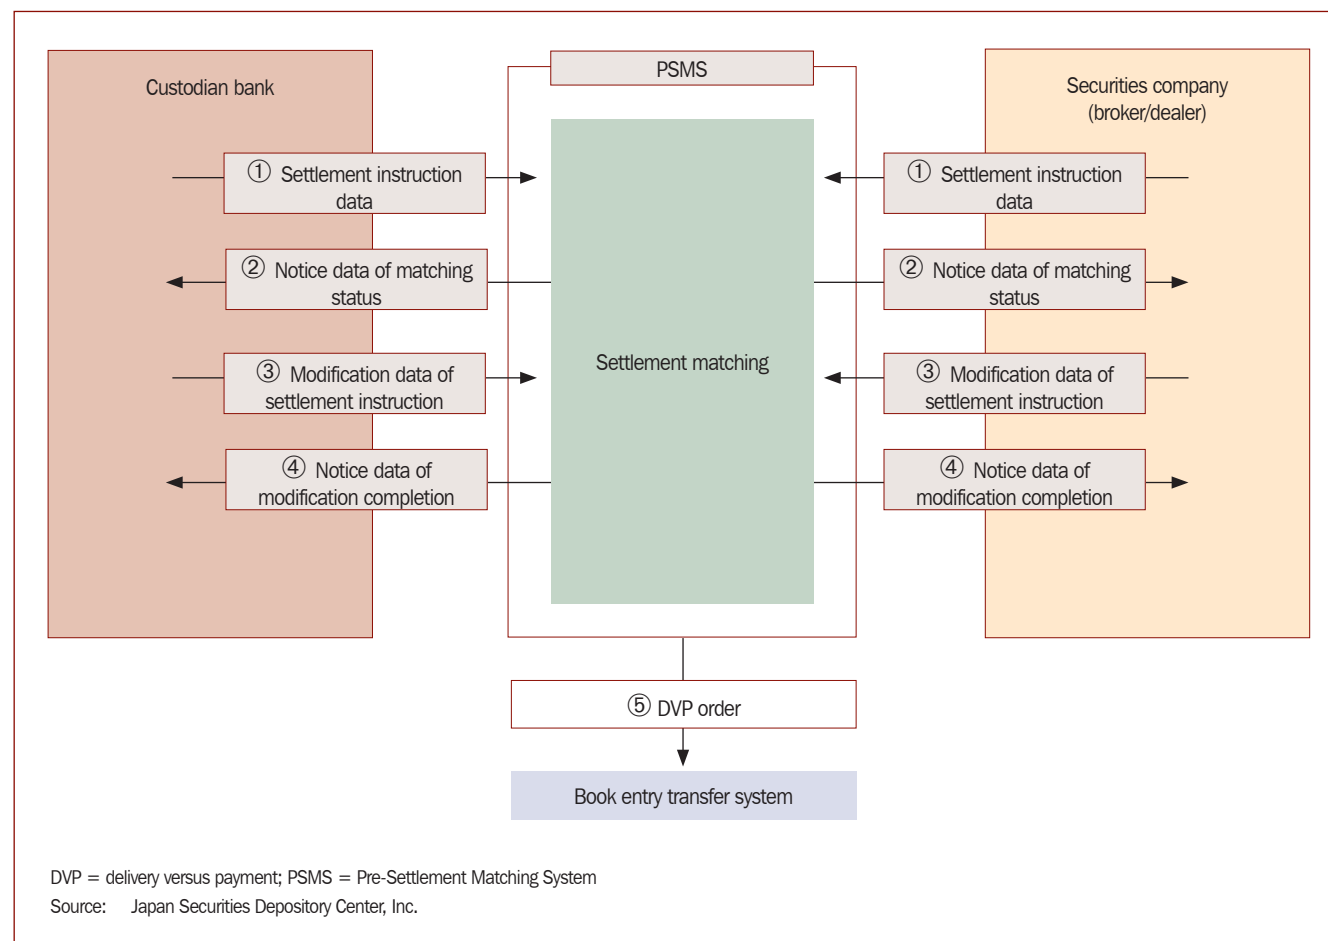 PSMS
Custodian bank
Securities company
(broker/dealer)
① Settlement instruction
data
① Settlement instruction
data
② Notice data of matching
status
② Notice data of matching
status
Settlement matching
③ Modification data of
settlement instruction
③ Modification data of
settlement instruction
④ Notice data of
modification completion
④ Notice data of
modification completion
⑤ DVP order
Book entry transfer system
DVP = delivery versus payment; PSMS = Pre-Settlement Matching System
Source: Japan Securities Depository Center, Inc.